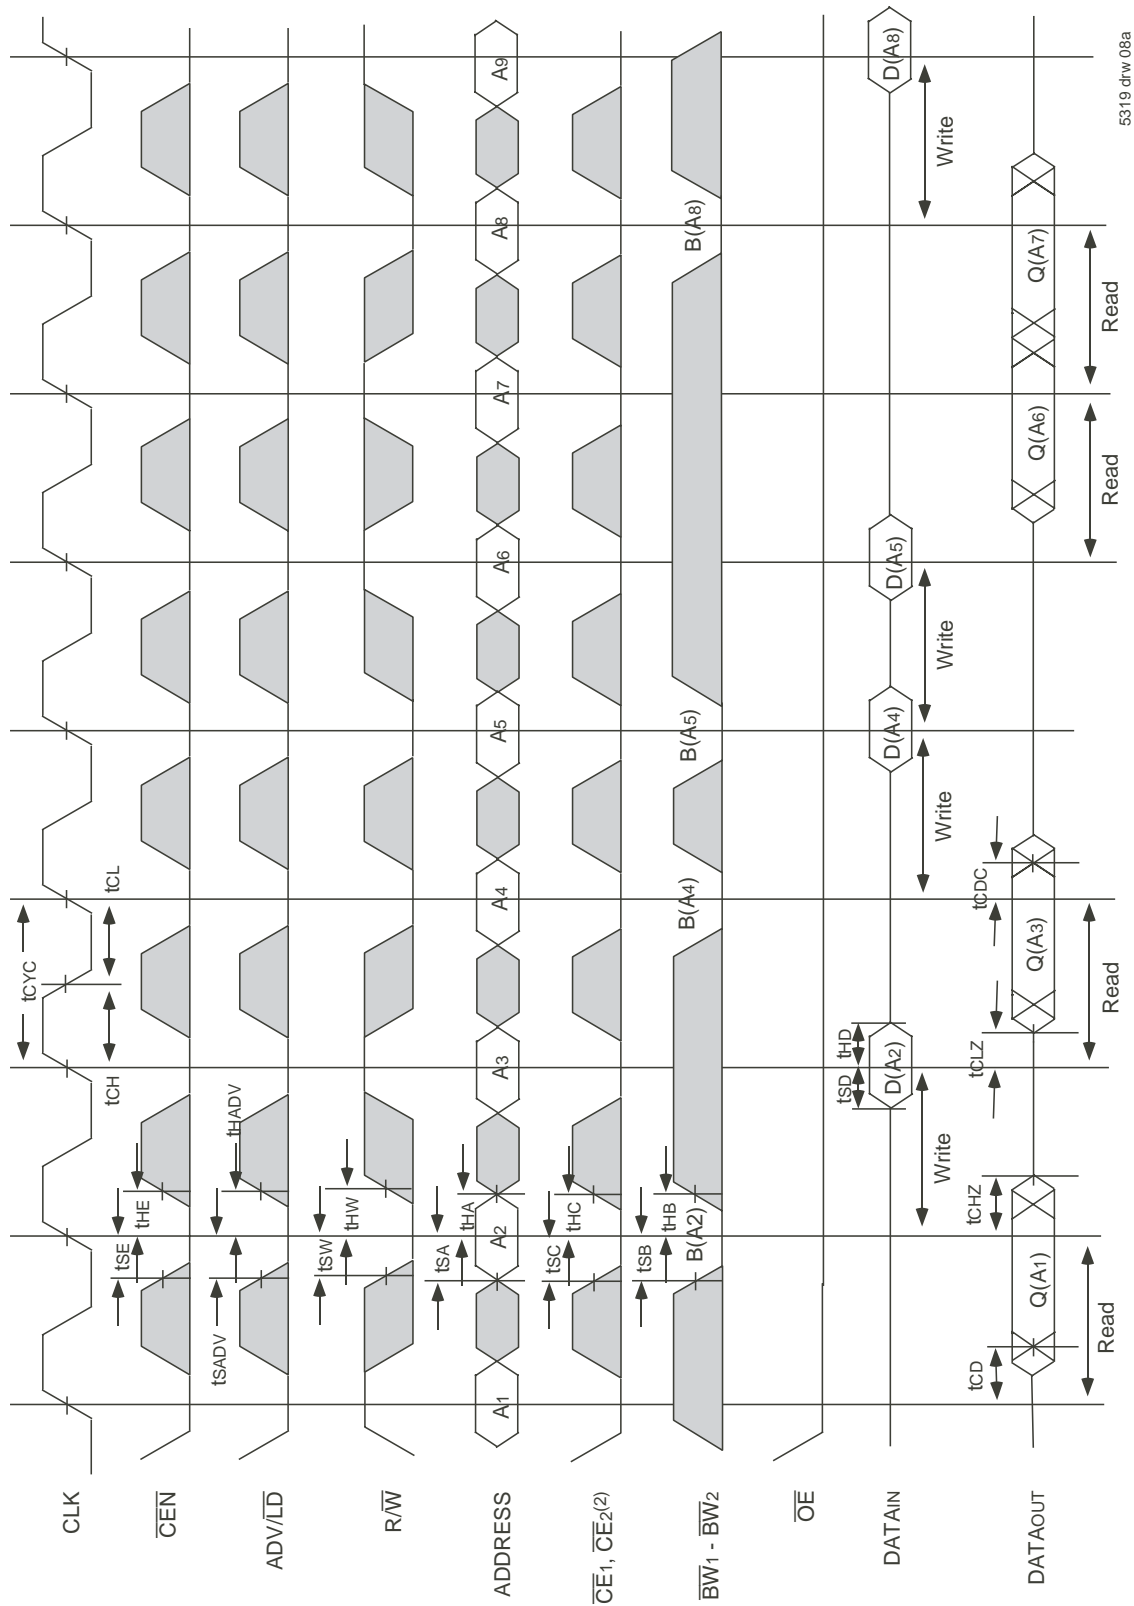 CLK
tCYC
tCH
tCL
CEN
tSE
tHE
ADV/LD
tSADV
tHADV
R/W
tSW
tHW
ADDRESS
A1
A2
A3
A4
A5
A6
A7
A8
A9
tSA
tHA
CE1, CE2(2)
tSC
tHC
BW1 - BW2
tSB
tHB
B(A2)
B(A4)
B(A5)
B(A8)
OE
DATAIN
tSD
tHD
D(A2)
D(A4)
D(A5)
D(A8)
Write
Write
Write
Write
DATAOUT
tCD
tCHZ
tCLZ
tCDC
Q(A1)
Q(A3)
Q(A6)
Q(A7)
Read
Read
Read
Read
5319 drw 08a